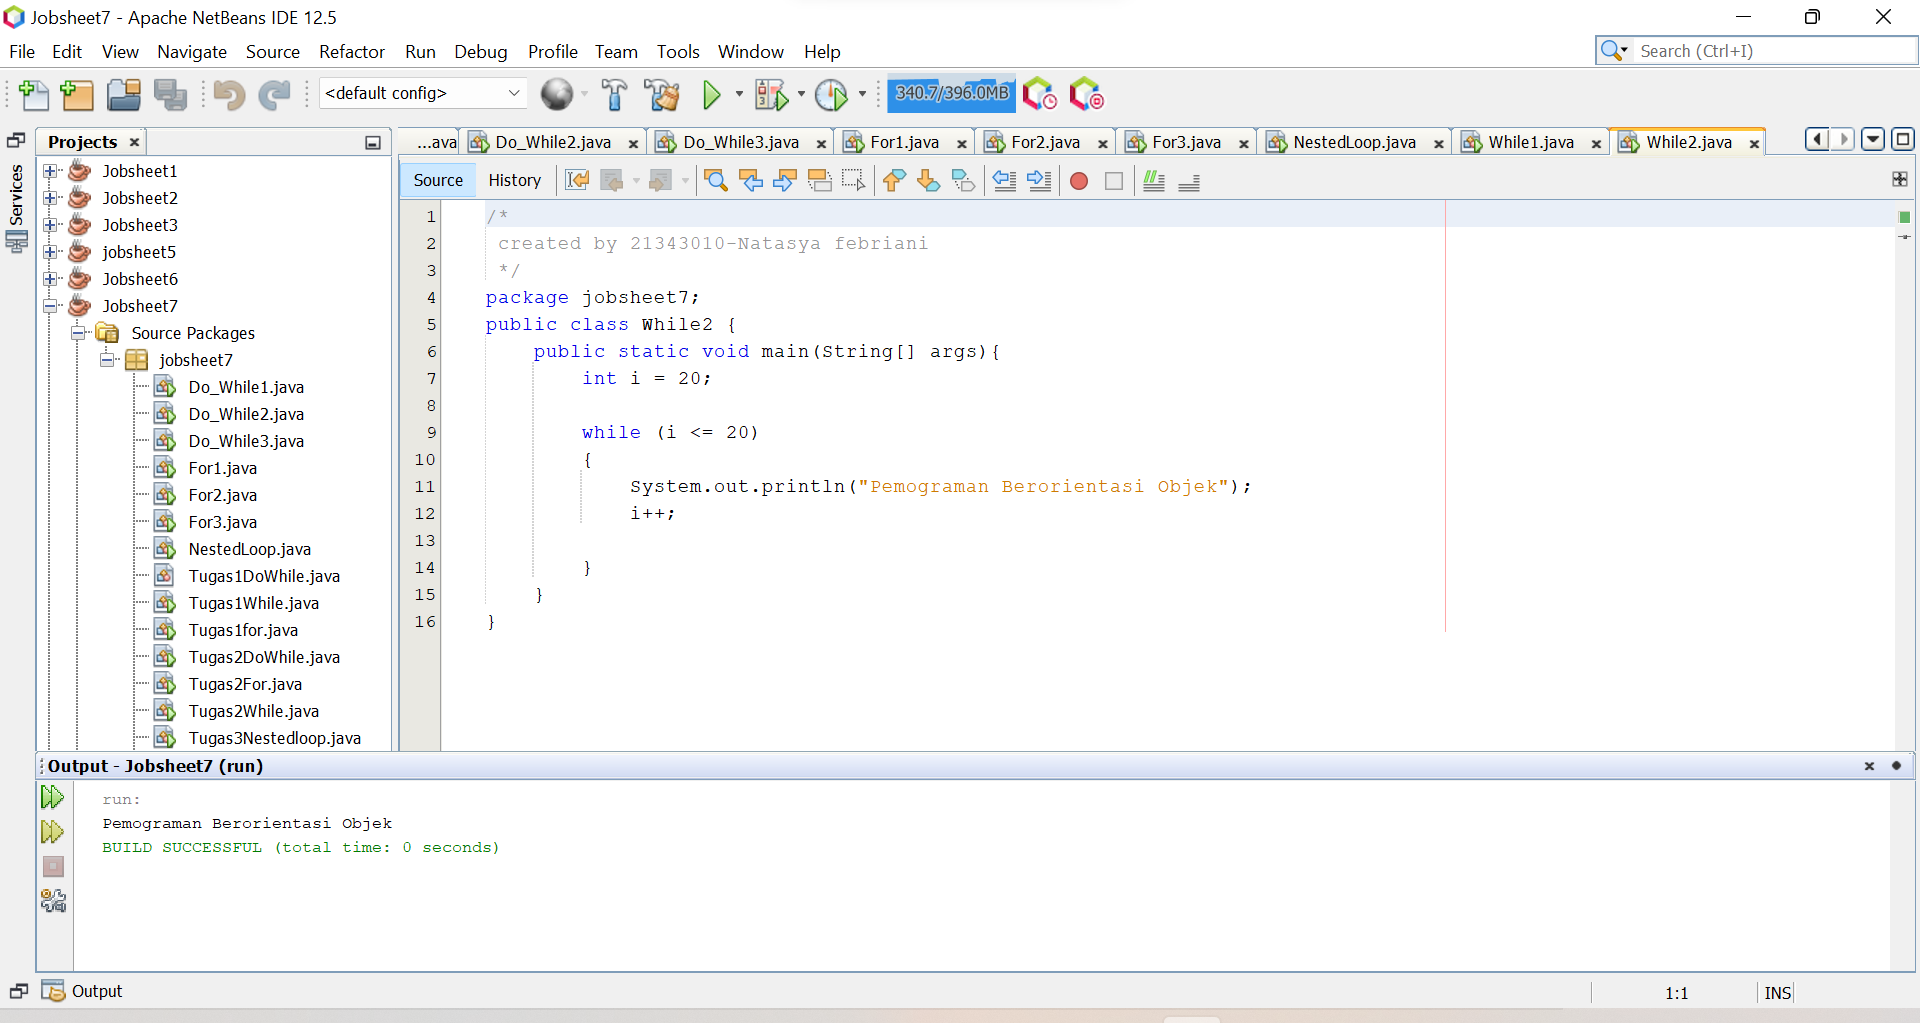 Jobsheet7 - Apache NetBeans IDE 12.5
File Edit View Navigate Source Refactor Run Debug Profile Team Tools Window Help
Search (Ctrl+I)
<default config>
340.7/396.0MB
Projects
...ava Do_While2.java Do_While3.java For1.java For2.java For3.java NestedLoop.java While1.java While2.java
Services
Jobsheet1
Jobsheet2
Jobsheet3
jobsheet5
Jobsheet6
Jobsheet7
Source Packages
jobsheet7
Do_While1.java
Do_While2.java
Do_While3.java
For1.java
For2.java
For3.java
NestedLoop.java
Tugas1DoWhile.java
Tugas1While.java
Tugas1for.java
Tugas2DoWhile.java
Tugas2For.java
Tugas2While.java
Tugas3Nestedloop.java
Source History
1 /*
2 created by 21343010-Natasya febriani
3 */
4 package jobsheet7;
5 public class While2 {
6 public static void main(String[] args){
7 int i = 20;
8
9 while (i <= 20)
10 {
11 System.out.println("Pemograman Berorientasi Objek");
12 i++;
13
14 }
15 }
16 }
Output - Jobsheet7 (run)
run:
Pemograman Berorientasi Objek
BUILD SUCCESSFUL (total time: 0 seconds)
Output
1:1 INS